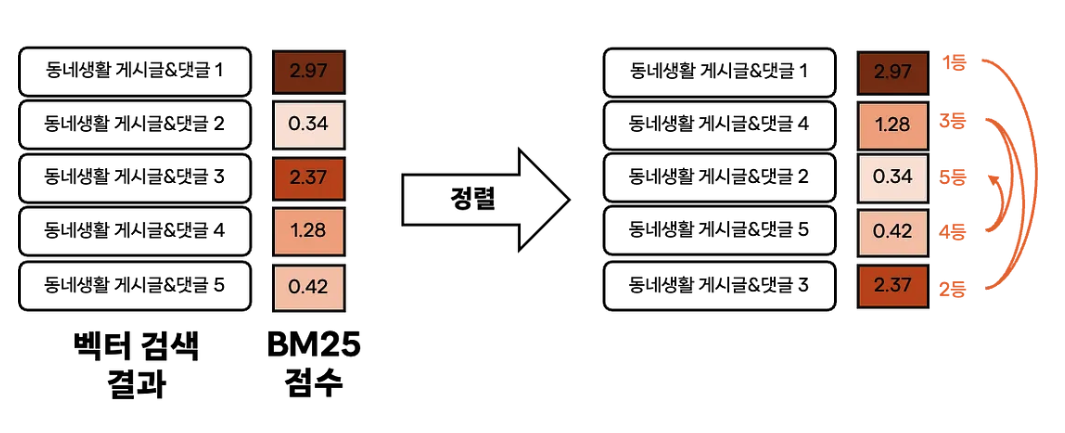 동네생활 게시글&댓글 1
2.97
동네생활 게시글&댓글 2
0.34
동네생활 게시글&댓글 3
2.37
동네생활 게시글&댓글 4
1.28
동네생활 게시글&댓글 5
0.42
벡터 검색
결과
BM25
점수
정렬
동네생활 게시글&댓글 1
2.97
1등
동네생활 게시글&댓글 4
1.28
3등
동네생활 게시글&댓글 2
0.34
5등
동네생활 게시글&댓글 5
0.42
4등
동네생활 게시글&댓글 3
2.37
2등